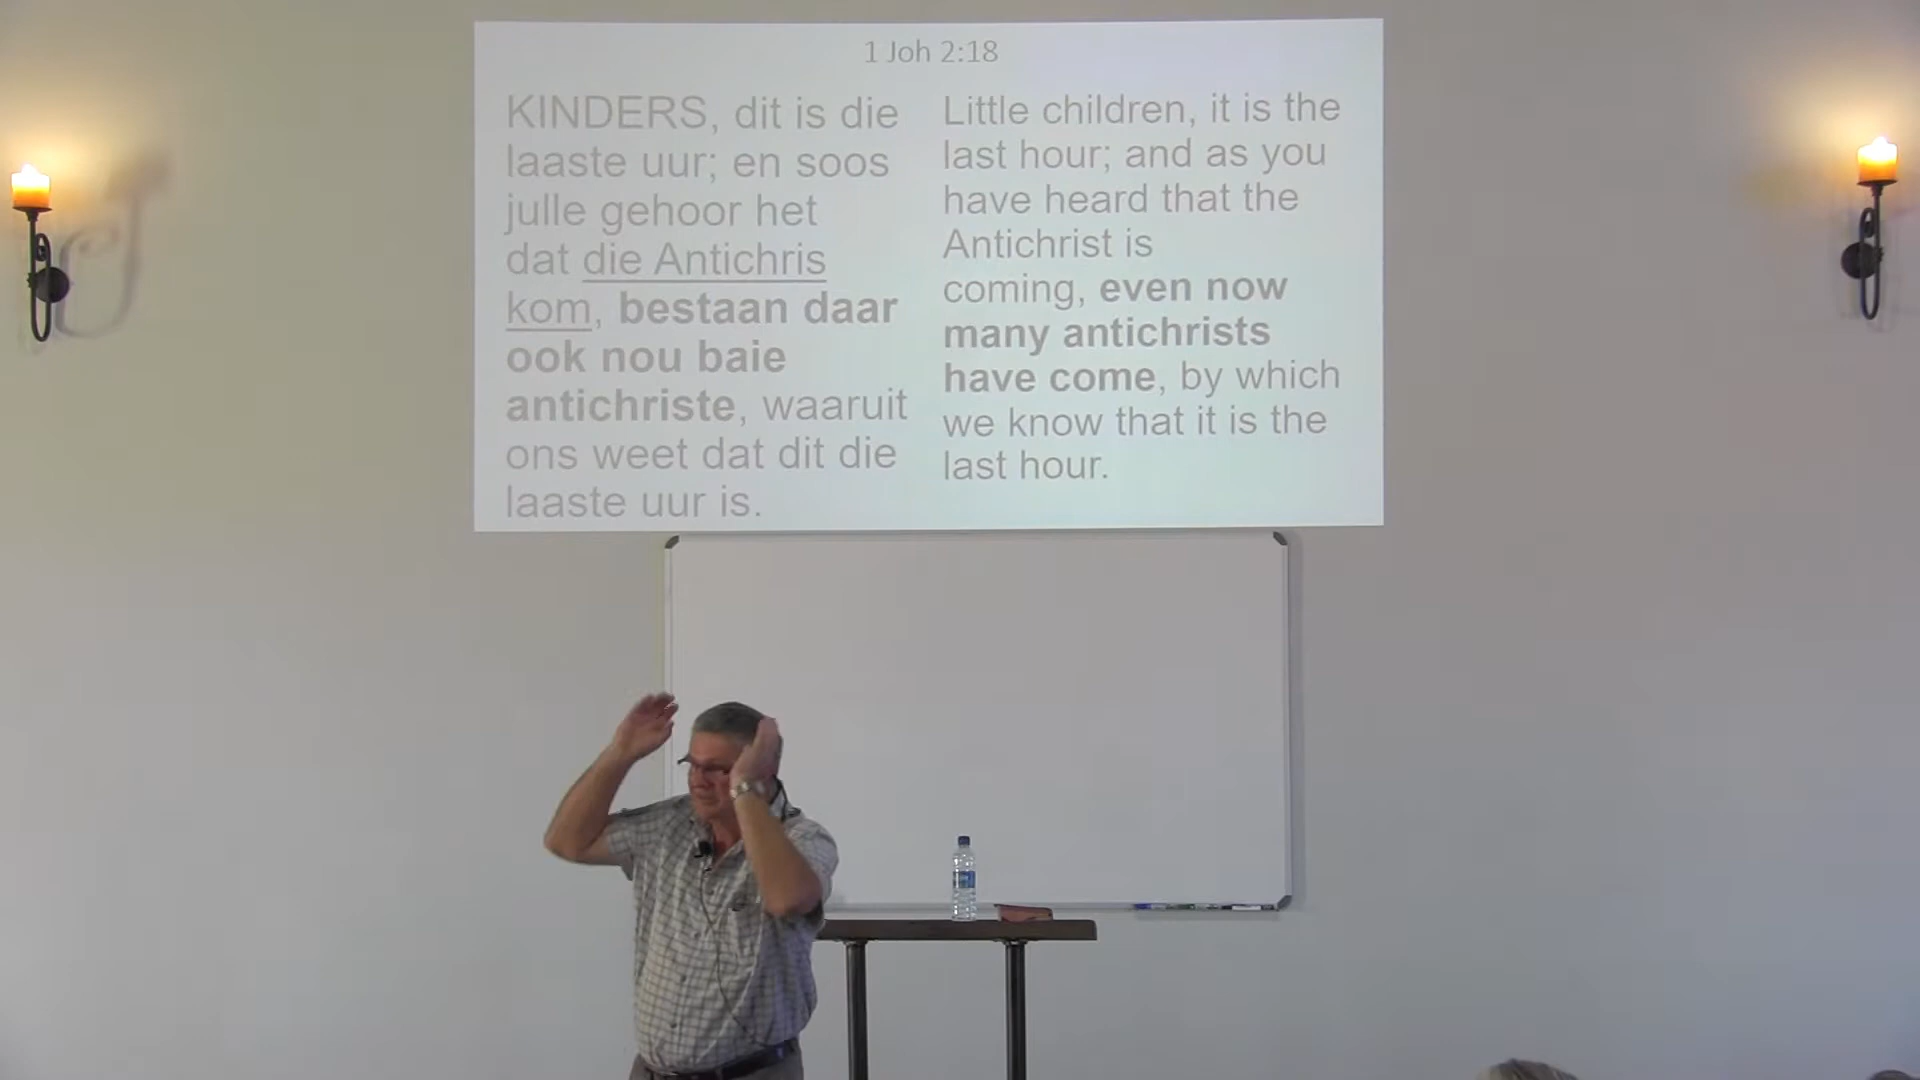 1 Joh 2:18
KINDERS, dit is die
laaste uur; en soos
julle gehoor het
dat die Antichris
kom, bestaan daar
ook nou baie
antichriste, waaruit
ons weet dat dit die
laaste uur is.
Little children, it is the
last hour; and as you
have heard that the
Antichrist is
coming, even now
many antichrists
have come, by which
we know that it is the
last hour.